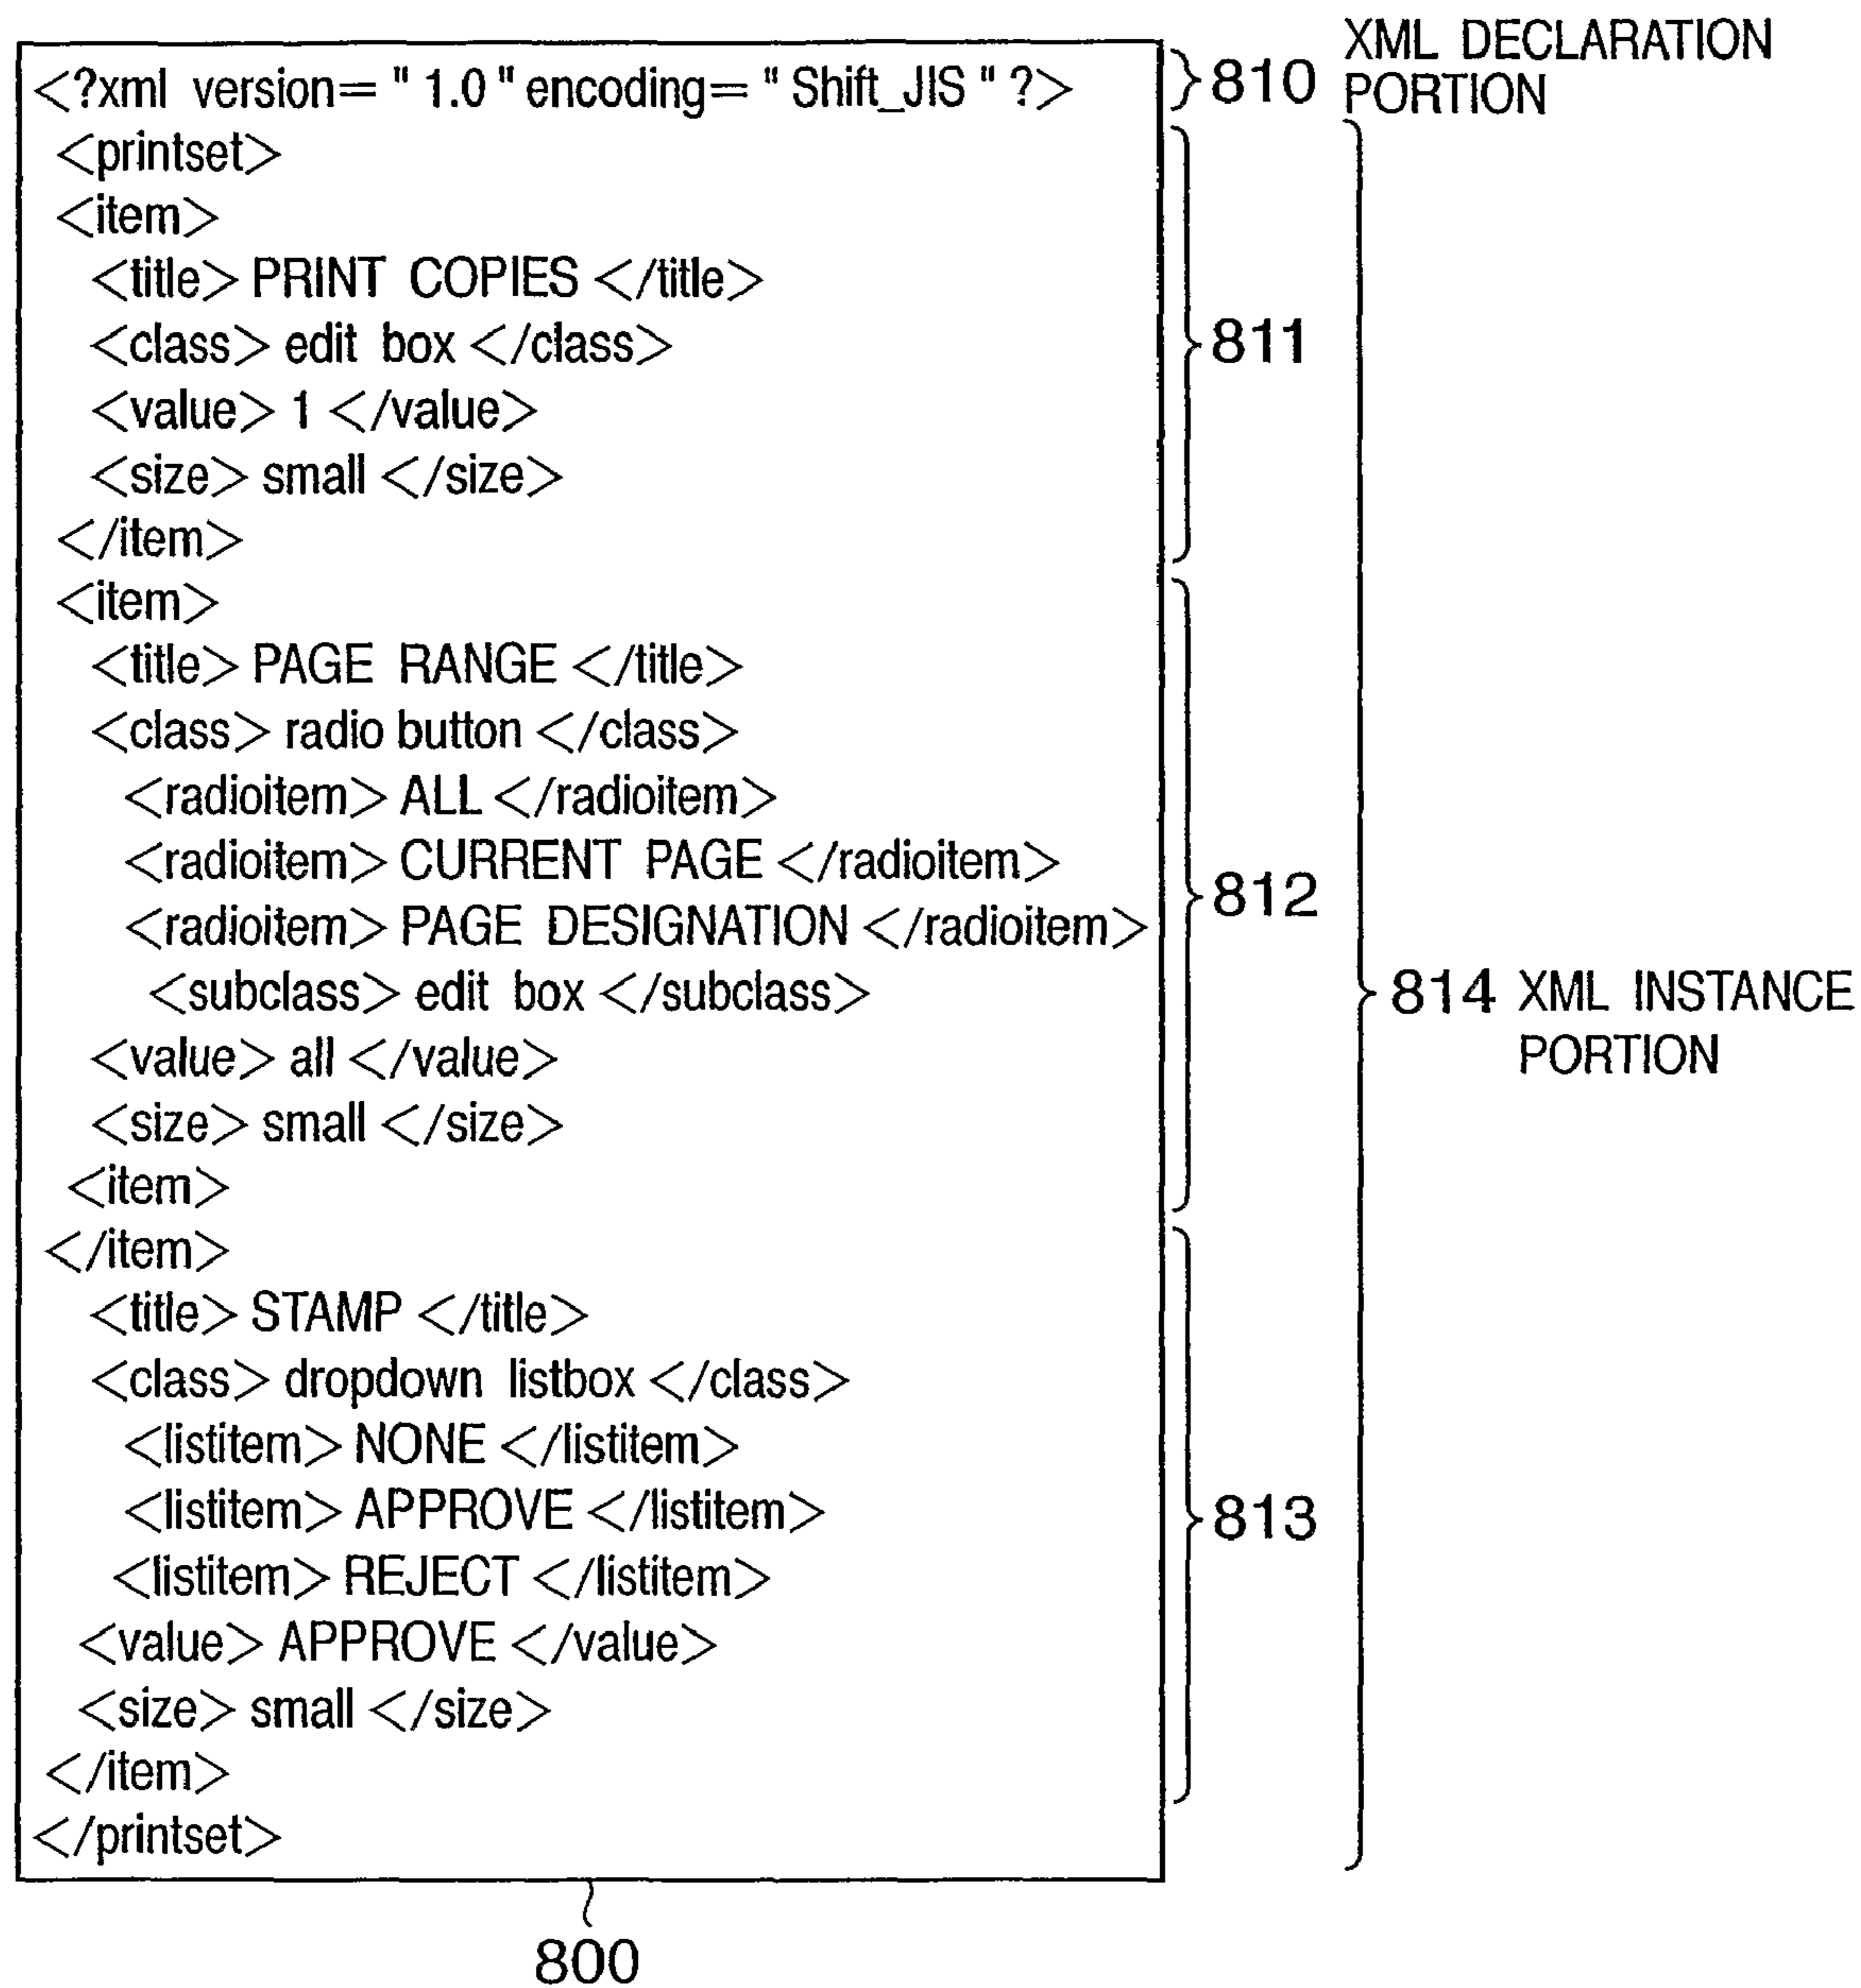 <?xml version= " 1.0 " encoding= " Shift_JIS " ?>
<printset>
<item>
<title> PRINT COPIES </title>
<class> edit box </class>
<value> 1 </value>
<size> small </size>
</item>
<item>
<title> PAGE RANGE </title>
<class> radio button </class>
<radioitem> ALL </radioitem>
<radioitem> CURRENT PAGE </radioitem>
<radioitem> PAGE DESIGNATION </radioitem>
<subclass> edit box </subclass>
<value> all </value>
<size> small </size>
<item>
</item>
<title> STAMP </title>
<class> dropdown listbox </class>
<listitem> NONE </listitem>
<listitem> APPROVE </listitem>
<listitem> REJECT </listitem>
<value> APPROVE </value>
<size> small </size>
</item>
</printset>
810 XML DECLARATION
PORTION
811
812
813
814 XML INSTANCE
PORTION
800